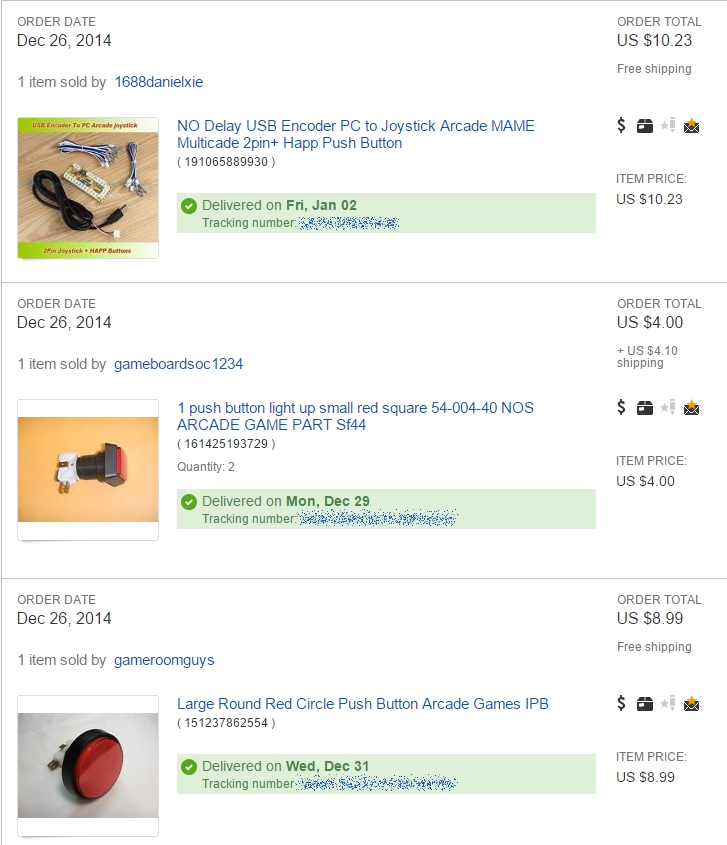 ORDER DATE
Dec 26, 2014
ORDER TOTAL
US $10.23
Free shipping
1 item sold by 1688danielxie
USB Encoder To PC Arcade joystick
2Pin Joystick + HAPP Buttons
NO Delay USB Encoder PC to Joystick Arcade MAME
Multicade 2pin+ Happ Push Button
( 191065889930 )
Delivered on Fri, Jan 02
Tracking number:
$
ITEM PRICE:
US $10.23
ORDER DATE
Dec 26, 2014
ORDER TOTAL
US $4.00
+ US $4.10
shipping
1 item sold by gameboardsoc1234
1 push button light up small red square 54-004-40 NOS
ARCADE GAME PART Sf44
( 161425193729 )
Quantity: 2
Delivered on Mon, Dec 29
Tracking number:
$
ITEM PRICE:
US $4.00
ORDER DATE
Dec 26, 2014
ORDER TOTAL
US $8.99
Free shipping
1 item sold by gameroomguys
Large Round Red Circle Push Button Arcade Games IPB
( 151237862554 )
Delivered on Wed, Dec 31
Tracking number:
$
ITEM PRICE:
US $8.99